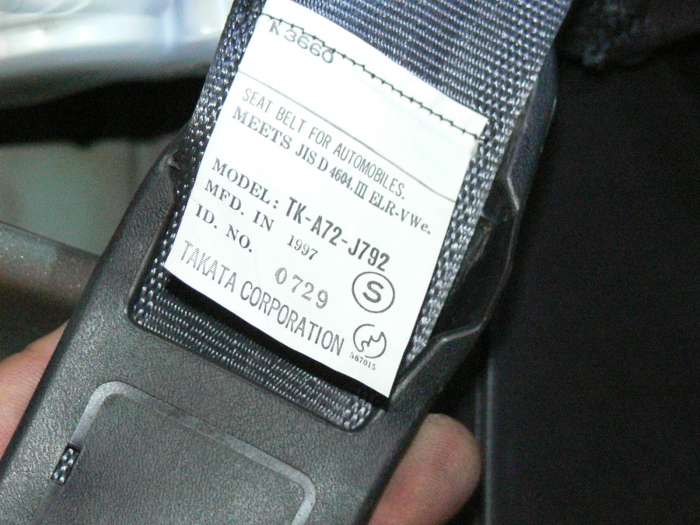 K3660
SEAT BELT FOR AUTOMOBILES.
MEETS JIS D 4604.III ELR.VWe.
MODEL: TK-A72-J792
MFD. IN 1997
ID. NO. 0729
S
TAKATA CORPORATION
567015